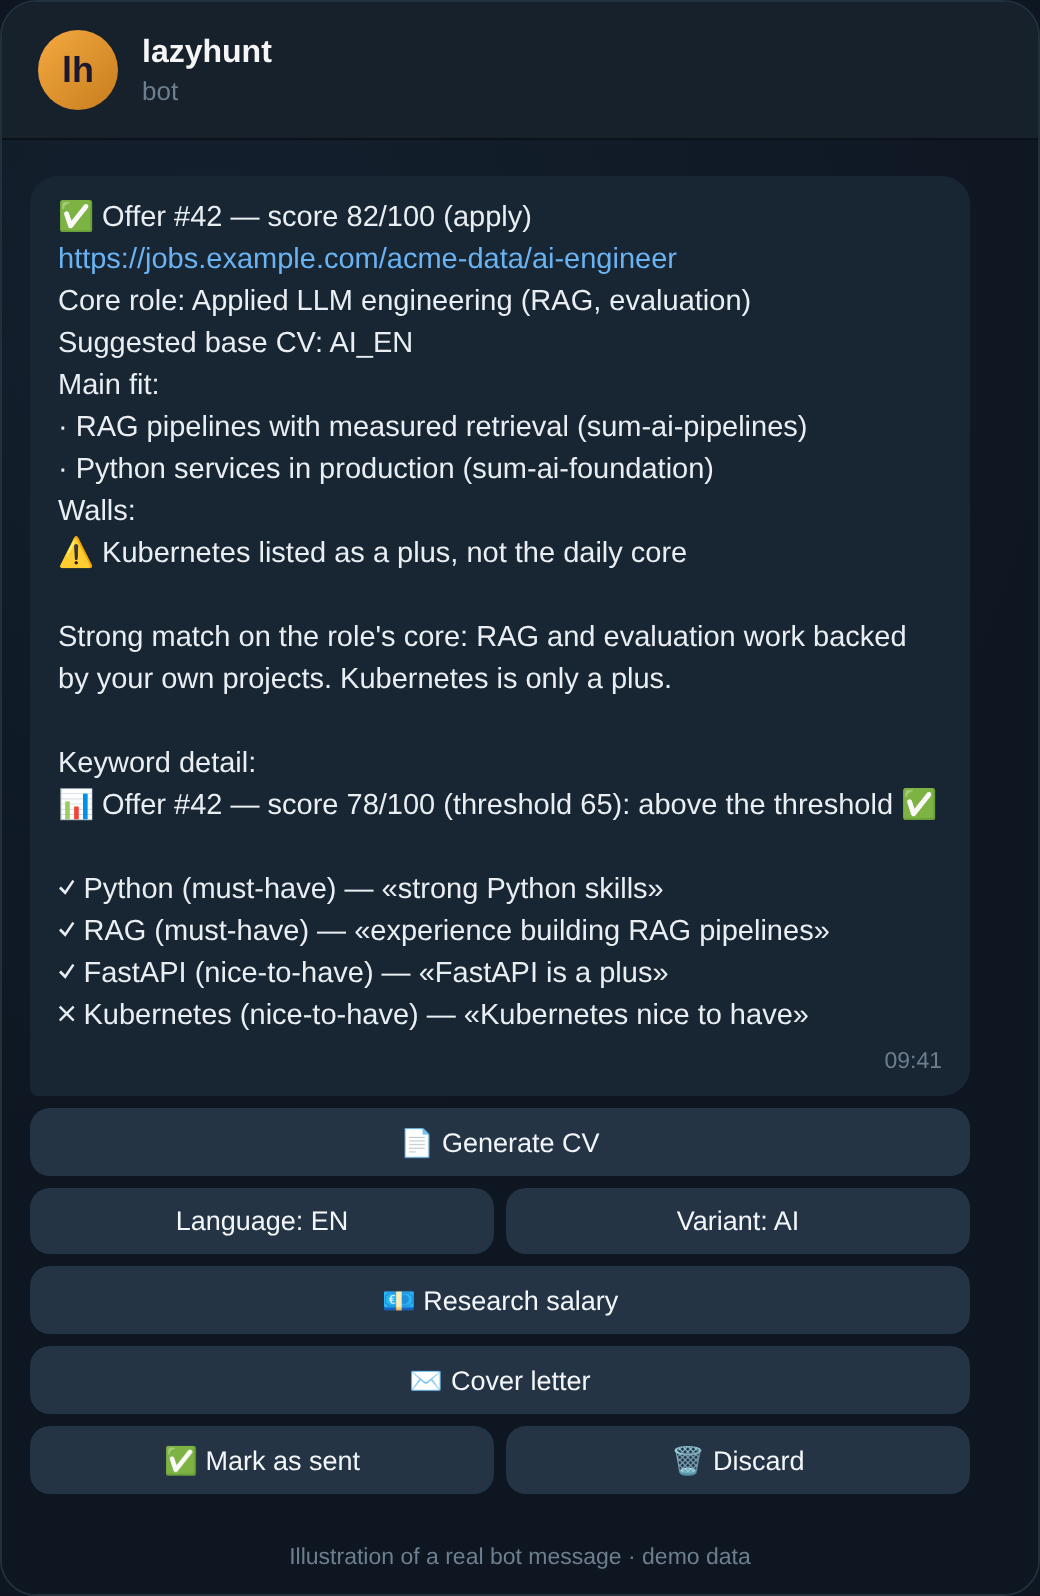 lh
lazyhunt
bot
✅ Offer #42 — score 82/100 (apply)
https://jobs.example.com/acme-data/ai-engineer
Core role: Applied LLM engineering (RAG, evaluation)
Suggested base CV: AI_EN
Main fit:
· RAG pipelines with measured retrieval (sum-ai-pipelines)
· Python services in production (sum-ai-foundation)
Walls:
⚠️ Kubernetes listed as a plus, not the daily core
Strong match on the role's core: RAG and evaluation work backed
by your own projects. Kubernetes is only a plus.
Keyword detail:
📊 Offer #42 — score 78/100 (threshold 65): above the threshold ✅
✓ Python (must-have) — «strong Python skills»
✓ RAG (must-have) — «experience building RAG pipelines»
✓ FastAPI (nice-to-have) — «FastAPI is a plus»
✕ Kubernetes (nice-to-have) — «Kubernetes nice to have»
09:41
📄 Generate CV
Language: EN
Variant: AI
💶 Research salary
✉️ Cover letter
✅ Mark as sent
🗑️ Discard
Illustration of a real bot message · demo data